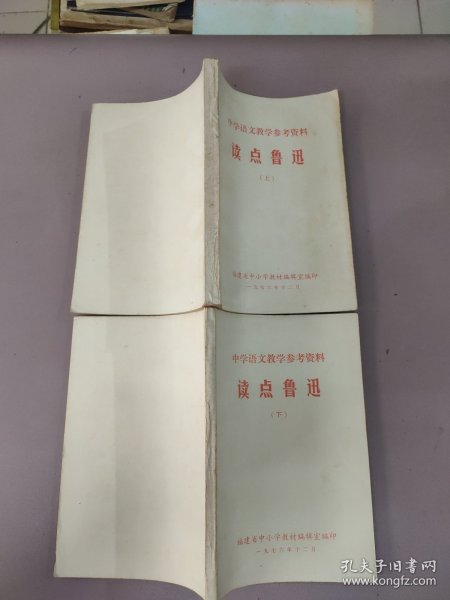 中学语文教学参考资料
读点鲁迅
（上）
福建省中小学教材编辑室编印
一九七六年十二月
中学语文教学参考资料
读点鲁迅
（下）
福建省中小学教材编辑室编印
一九七六年十二月
孔夫子旧书网
www.kongfz.com